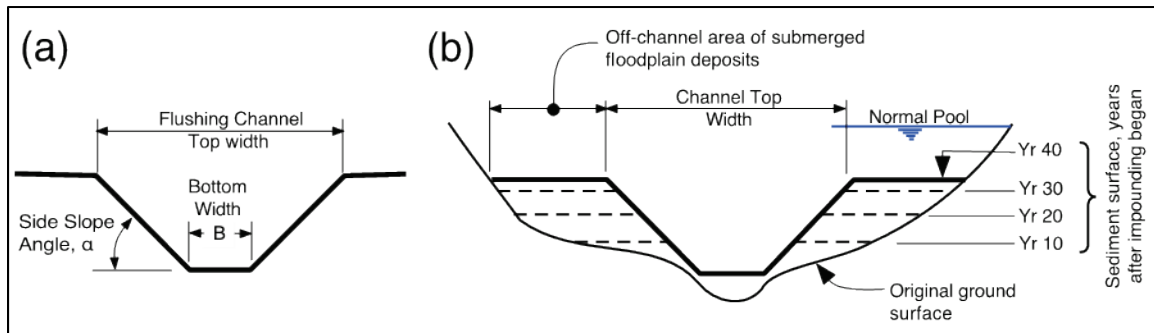 (a)
Flushing Channel
Top width
Bottom
Width
B
Side Slope
Angle, α
(b)
Off-channel area of submerged
floodplain deposits
Channel Top
Width
Normal Pool
Yr 40
Yr 30
Yr 20
Yr 10
Original ground
surface
Sediment surface, years
after impounding began